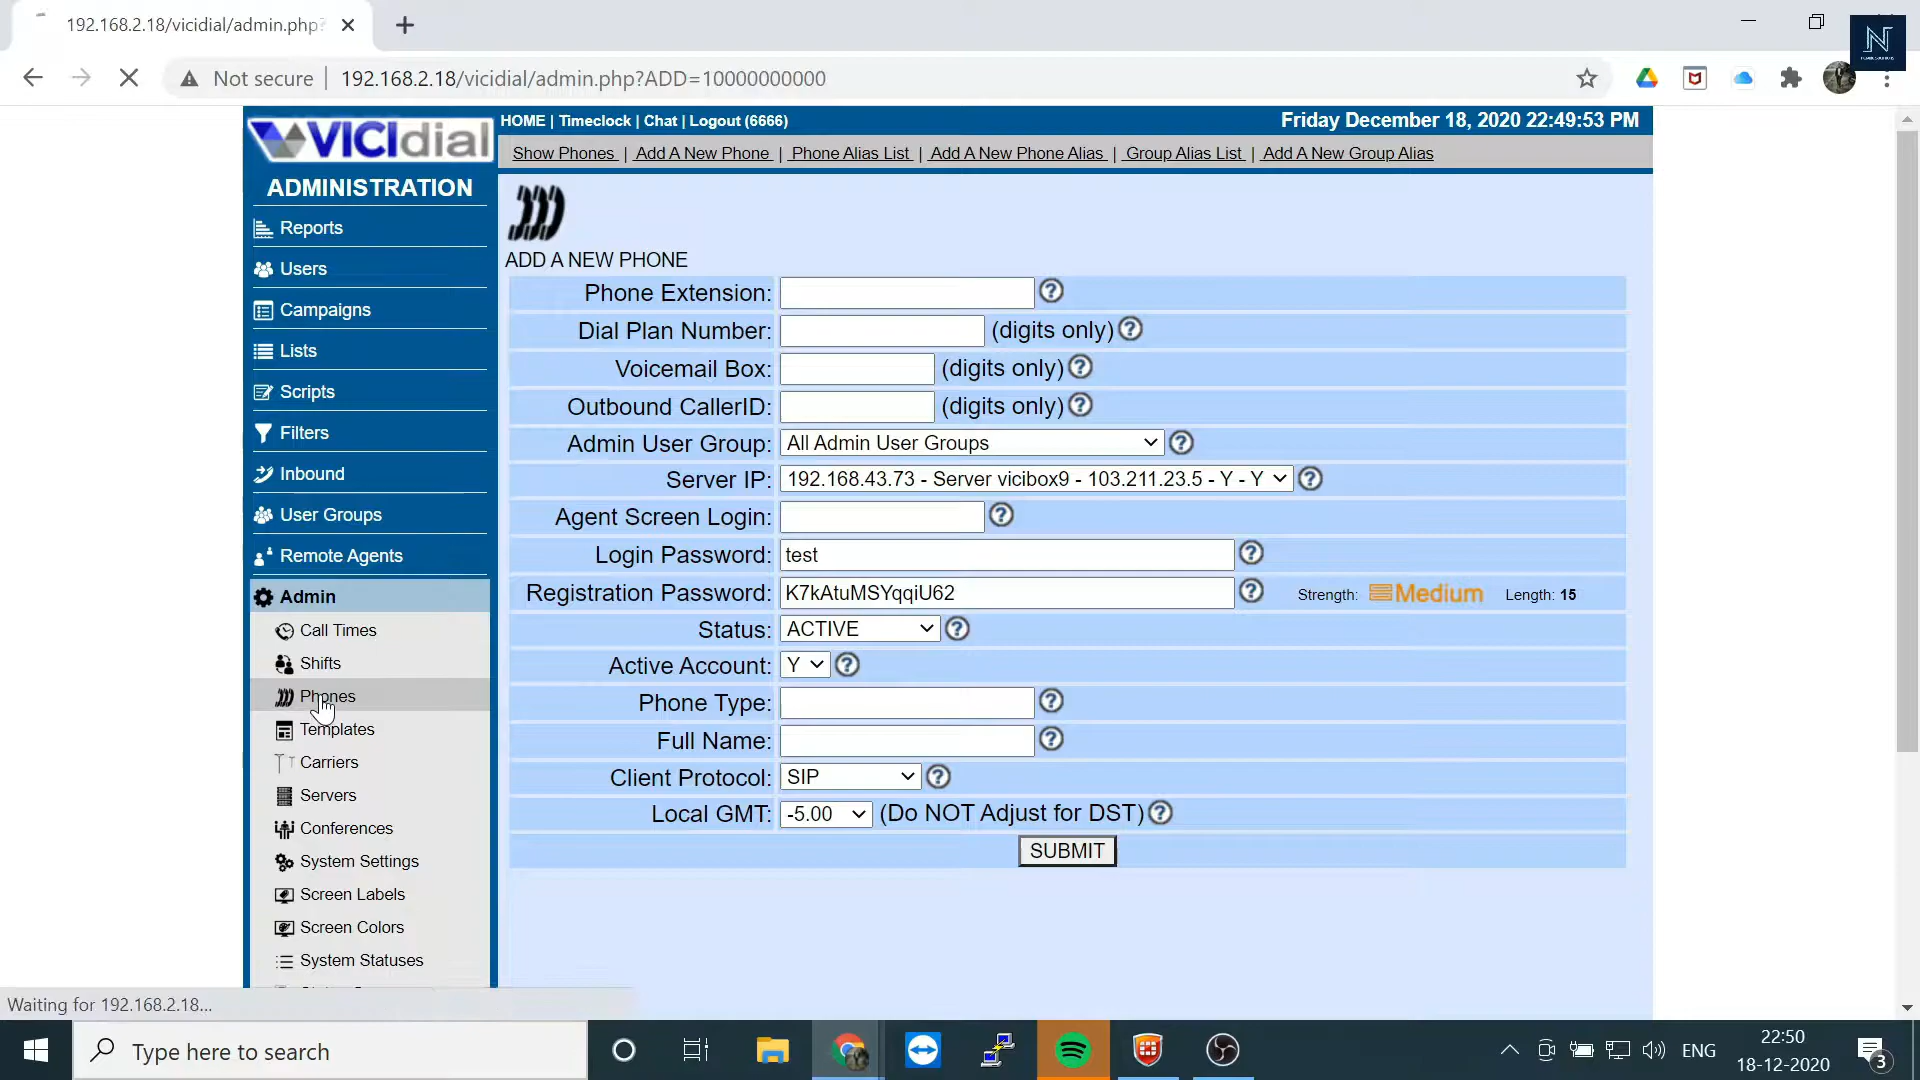 192.168.2.18/vicidial/admin.php?
Not secure | 192.168.2.18/vicidial/admin.php?ADD=10000000000
VICIdial
HOME | Timeclock | Chat | Logout (6666)
Friday December 18, 2020 22:49:53 PM
Show Phones | Add A New Phone | Phone Alias List | Add A New Phone Alias | Group Alias List | Add A New Group Alias
ADMINISTRATION
Reports
Users
Campaigns
Lists
Scripts
Filters
Inbound
User Groups
Remote Agents
Admin
Call Times
Shifts
Phones
Templates
Carriers
Servers
Conferences
System Settings
Screen Labels
Screen Colors
System Statuses
ADD A NEW PHONE
Phone Extension:
Dial Plan Number: (digits only)
Voicemail Box: (digits only)
Outbound CallerID: (digits only)
Admin User Group: All Admin User Groups
Server IP: 192.168.43.73 - Server vicibox9 - 103.211.23.5 - Y - Y
Agent Screen Login:
Login Password: test
Registration Password: K7kAtuMSYqqiU62 Strength: Medium Length: 15
Status: ACTIVE
Active Account: Y
Phone Type:
Full Name:
Client Protocol: SIP
Local GMT: -5.00 (Do NOT Adjust for DST)
SUBMIT
Waiting for 192.168.2.18...
Type here to search
ENG
22:50
18-12-2020
3